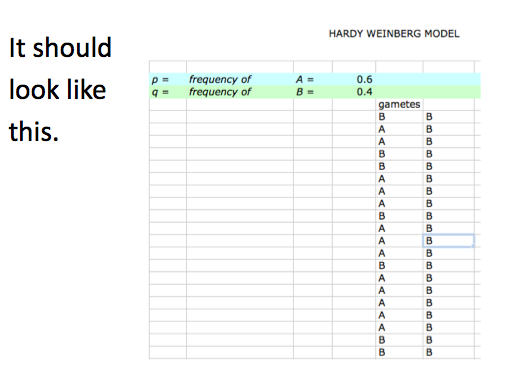 HARDY WEINBERG MODEL
It should
look like
this.
p = frequency of A = 0.6
q = frequency of B = 0.4
gametes
B B
A B
A B
B B
B B
A B
A B
A B
B B
A B
A B
A B
B B
A B
A B
A B
A B
A B
B B
B B